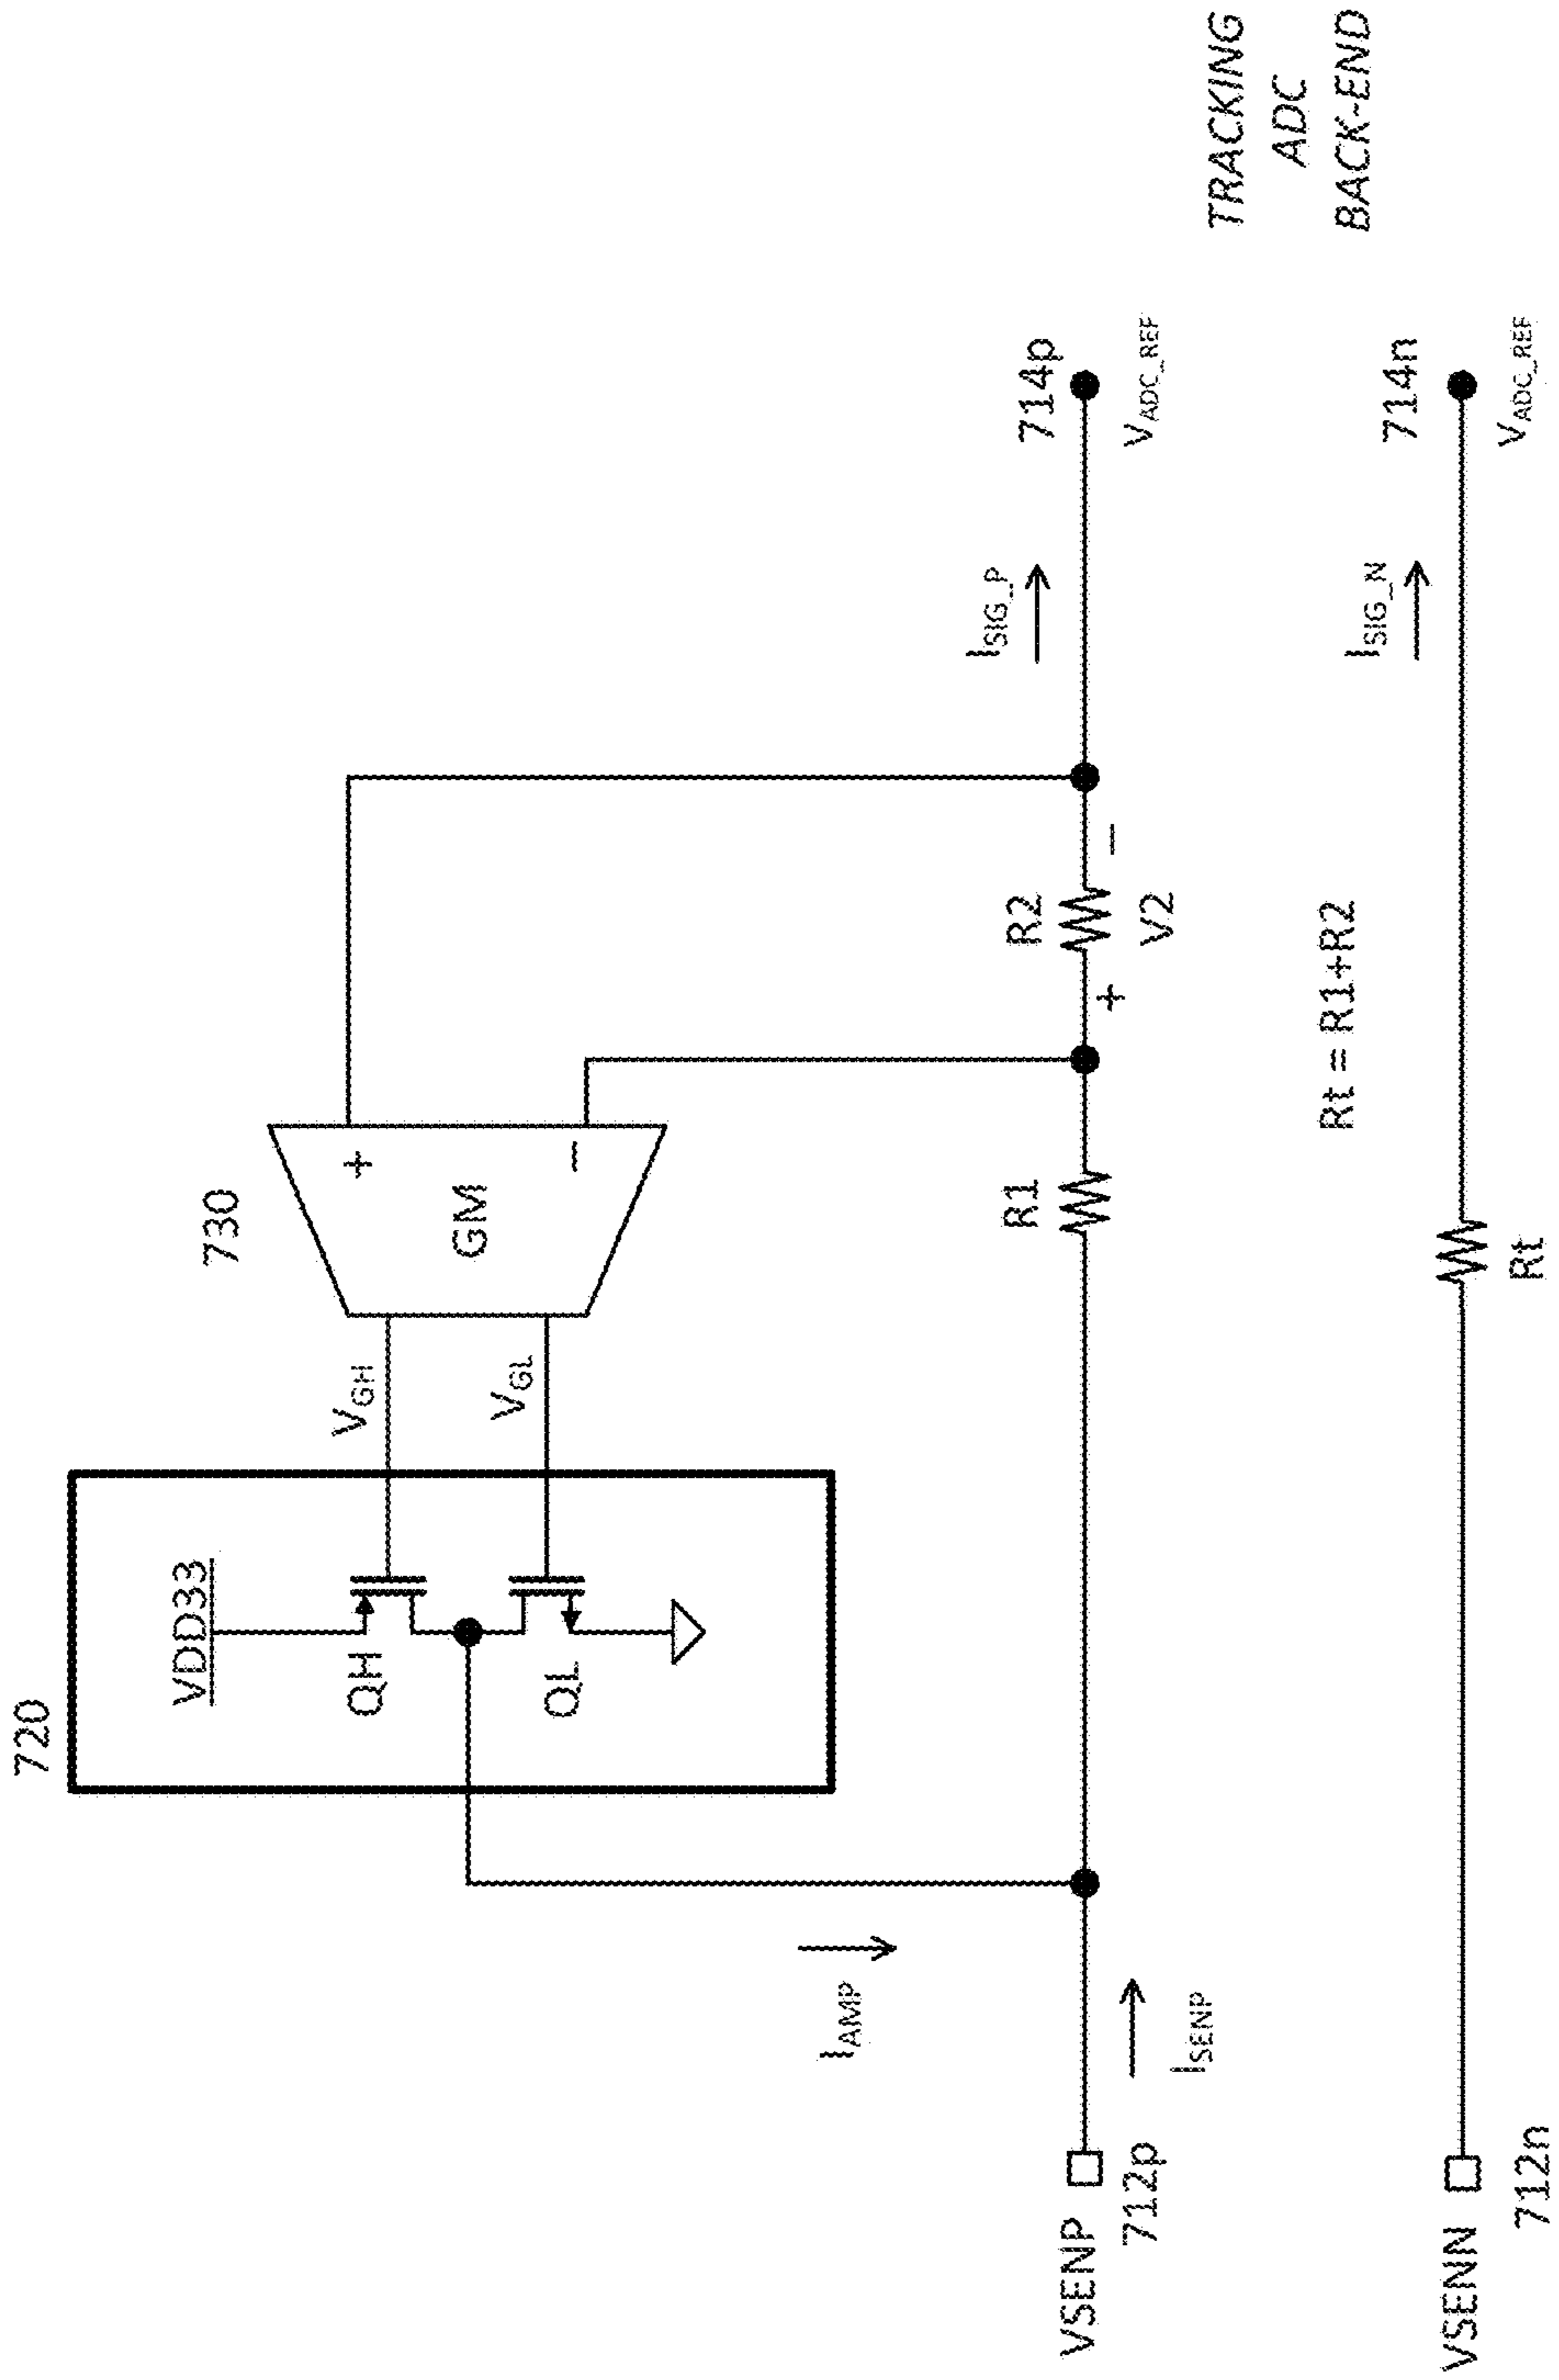 720
730
VDD33
QH
QL
VGH
VGL
GM
+
−
IAMP
ISIG_P
R1
R2
714p
VSENP
712p
ISENP
+
V2
−
VADC_REF
TRACKING
ADC
BACK-END
Rt = R1+R2
ISIG_N
714n
VSENN
712n
Rt
VADC_REF